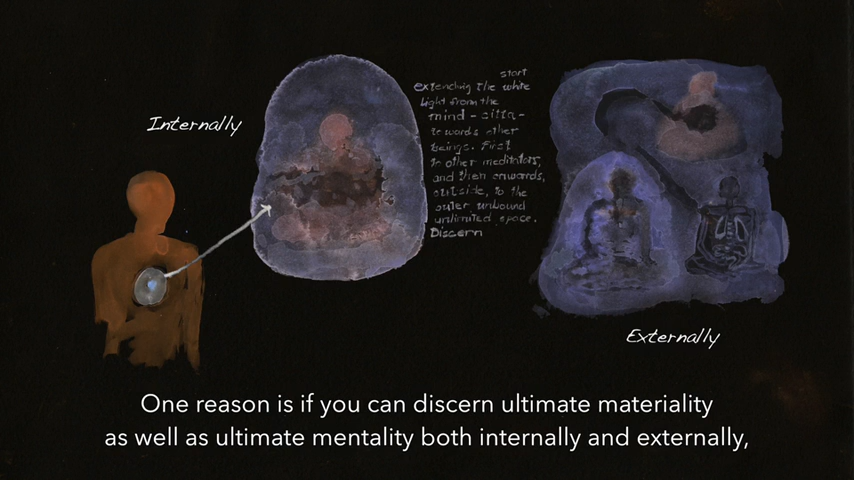 Internally
start
extending the white
light from the
mind - citta -
towards other
beings. First
to other meditators,
and then onwards,
outside, to the
outer unbound
unlimited space.
Discern
Externally
One reason is if you can discern ultimate materiality
as well as ultimate mentality both internally and externally,